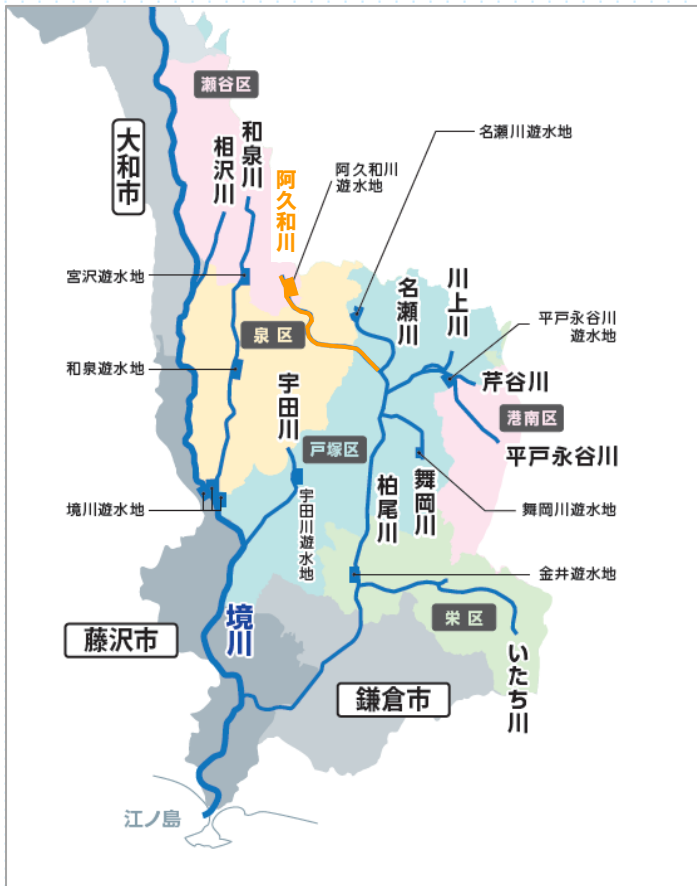 瀬谷区
大和市
和泉川
相沢川
阿久和川
阿久和川
遊水地
名瀬川遊水地
宮沢遊水地
名瀬川
川上川
平戸永谷川
遊水地
泉区
和泉遊水地
宇田川
芹谷川
港南区
戸塚区
平戸永谷川
柏尾川
舞岡川
宇田川遊水地
境川遊水地
舞岡川遊水地
金井遊水地
境川
栄区
藤沢市
いたち川
鎌倉市
江ノ島